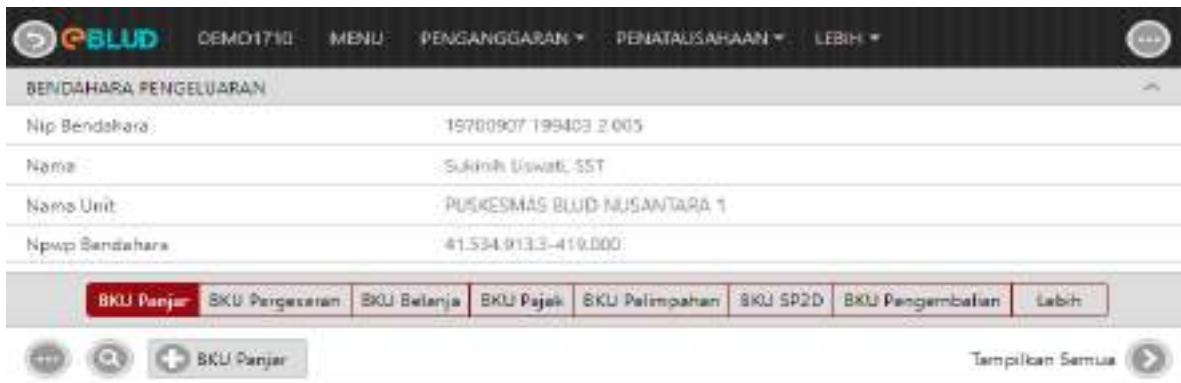 eBLUD DEMO1710 MENU PENGANGGARAN PENATAUSAHAAN LEBIH
BENDAHARA PENGELUARAN
Nip Bendahara 19700907 199403 2 005
Nama Sukinih Liswati, SST
Nama Unit PUSKESMAS BLUD NUSANTARA 1
Npwp Bendahara 41.534.913.3-419.000
BKU Panjar BKU Pergeseran BKU Belanja BKU Pajak BKU Pelimpahan BKU SP2D BKU Pengembalian Lebih
BKU Panjar Tampilkan Semua